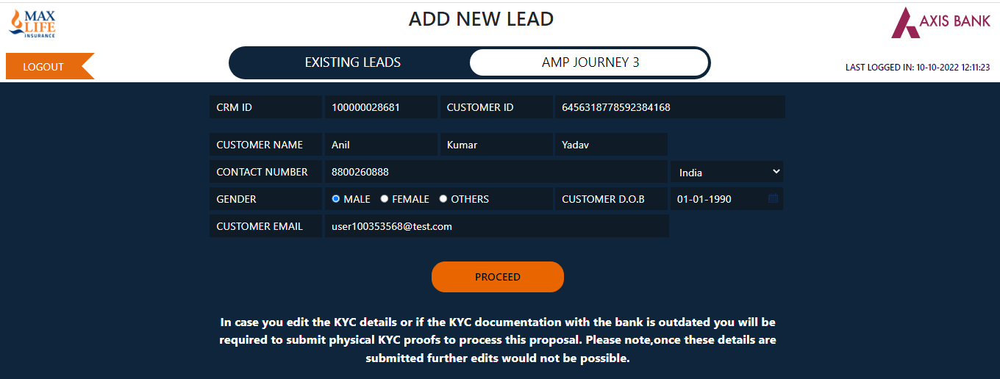 MAX
LIFE
INSURANCE
ADD NEW LEAD
AXIS BANK
LOGOUT
EXISTING LEADS
AMP JOURNEY 3
LAST LOGGED IN: 10-10-2022 12:11:23
CRM ID 100000028681 CUSTOMER ID 6456318778592384168
CUSTOMER NAME Anil Kumar Yadav
CONTACT NUMBER 8800260888 India
GENDER MALE FEMALE OTHERS CUSTOMER D.O.B 01-01-1990
CUSTOMER EMAIL user100353568@test.com
PROCEED
In case you edit the KYC details or if the KYC documentation with the bank is outdated you will be
required to submit physical KYC proofs to process this proposal. Please note,once these details are
submitted further edits would not be possible.